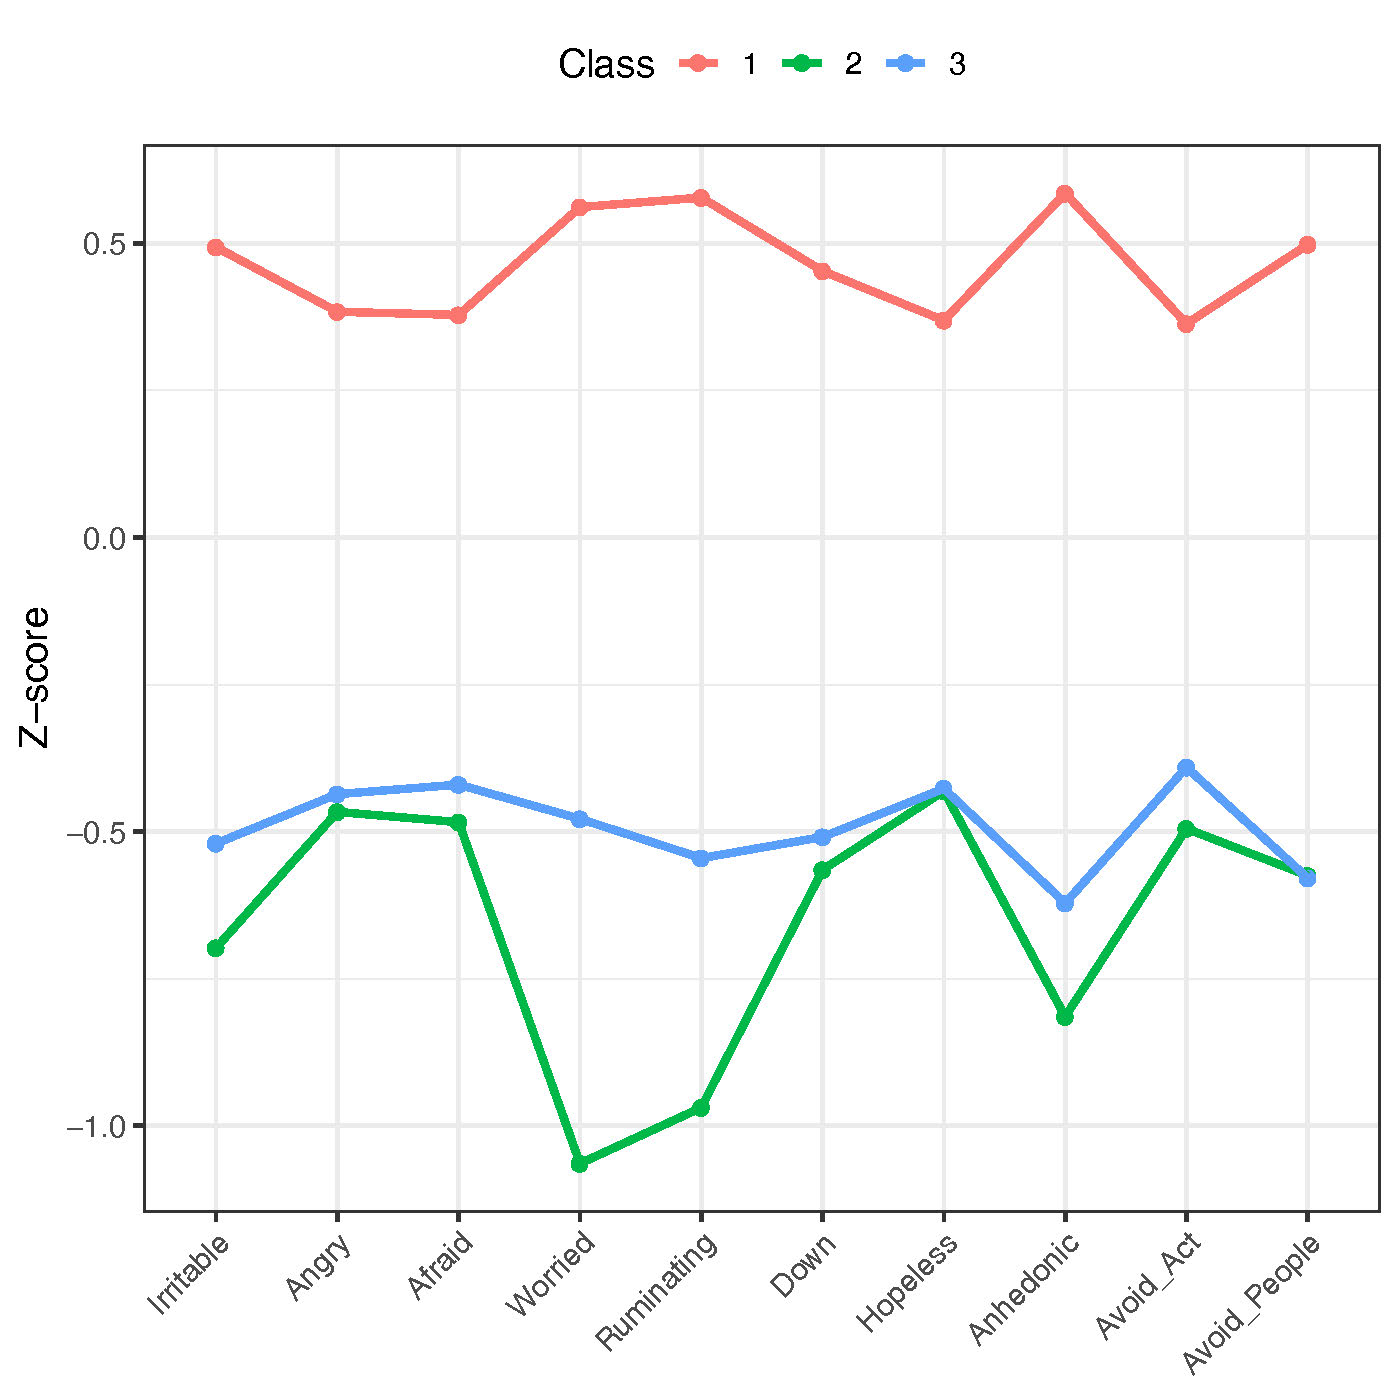 Class 1 2 3
Z−score
0.5
0.0
−0.5
−1.0
Irritable
Angry
Afraid
Worried
Ruminating
Down
Hopeless
Anhedonic
Avoid_Act
Avoid_People